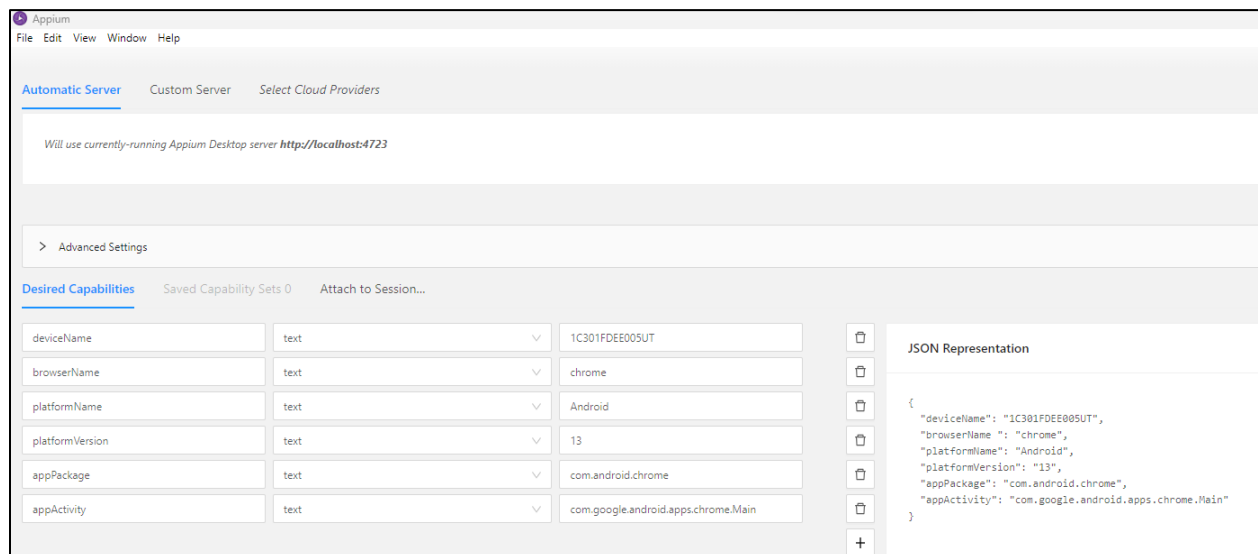 Appium
File Edit View Window Help
Automatic Server Custom Server Select Cloud Providers
Will use currently-running Appium Desktop server http://localhost:4723
Advanced Settings
Desired Capabilities Saved Capability Sets 0 Attach to Session...
deviceName text 1C301FDEE005UT
browserName text chrome
platformName text Android
platformVersion text 13
appPackage text com.android.chrome
appActivity text com.google.android.apps.chrome.Main
JSON Representation
{
"deviceName": "1C301FDEE005UT",
"browserName ": "chrome",
"platformName": "Android",
"platformVersion": "13",
"appPackage": "com.android.chrome",
"appActivity": "com.google.android.apps.chrome.Main"
}